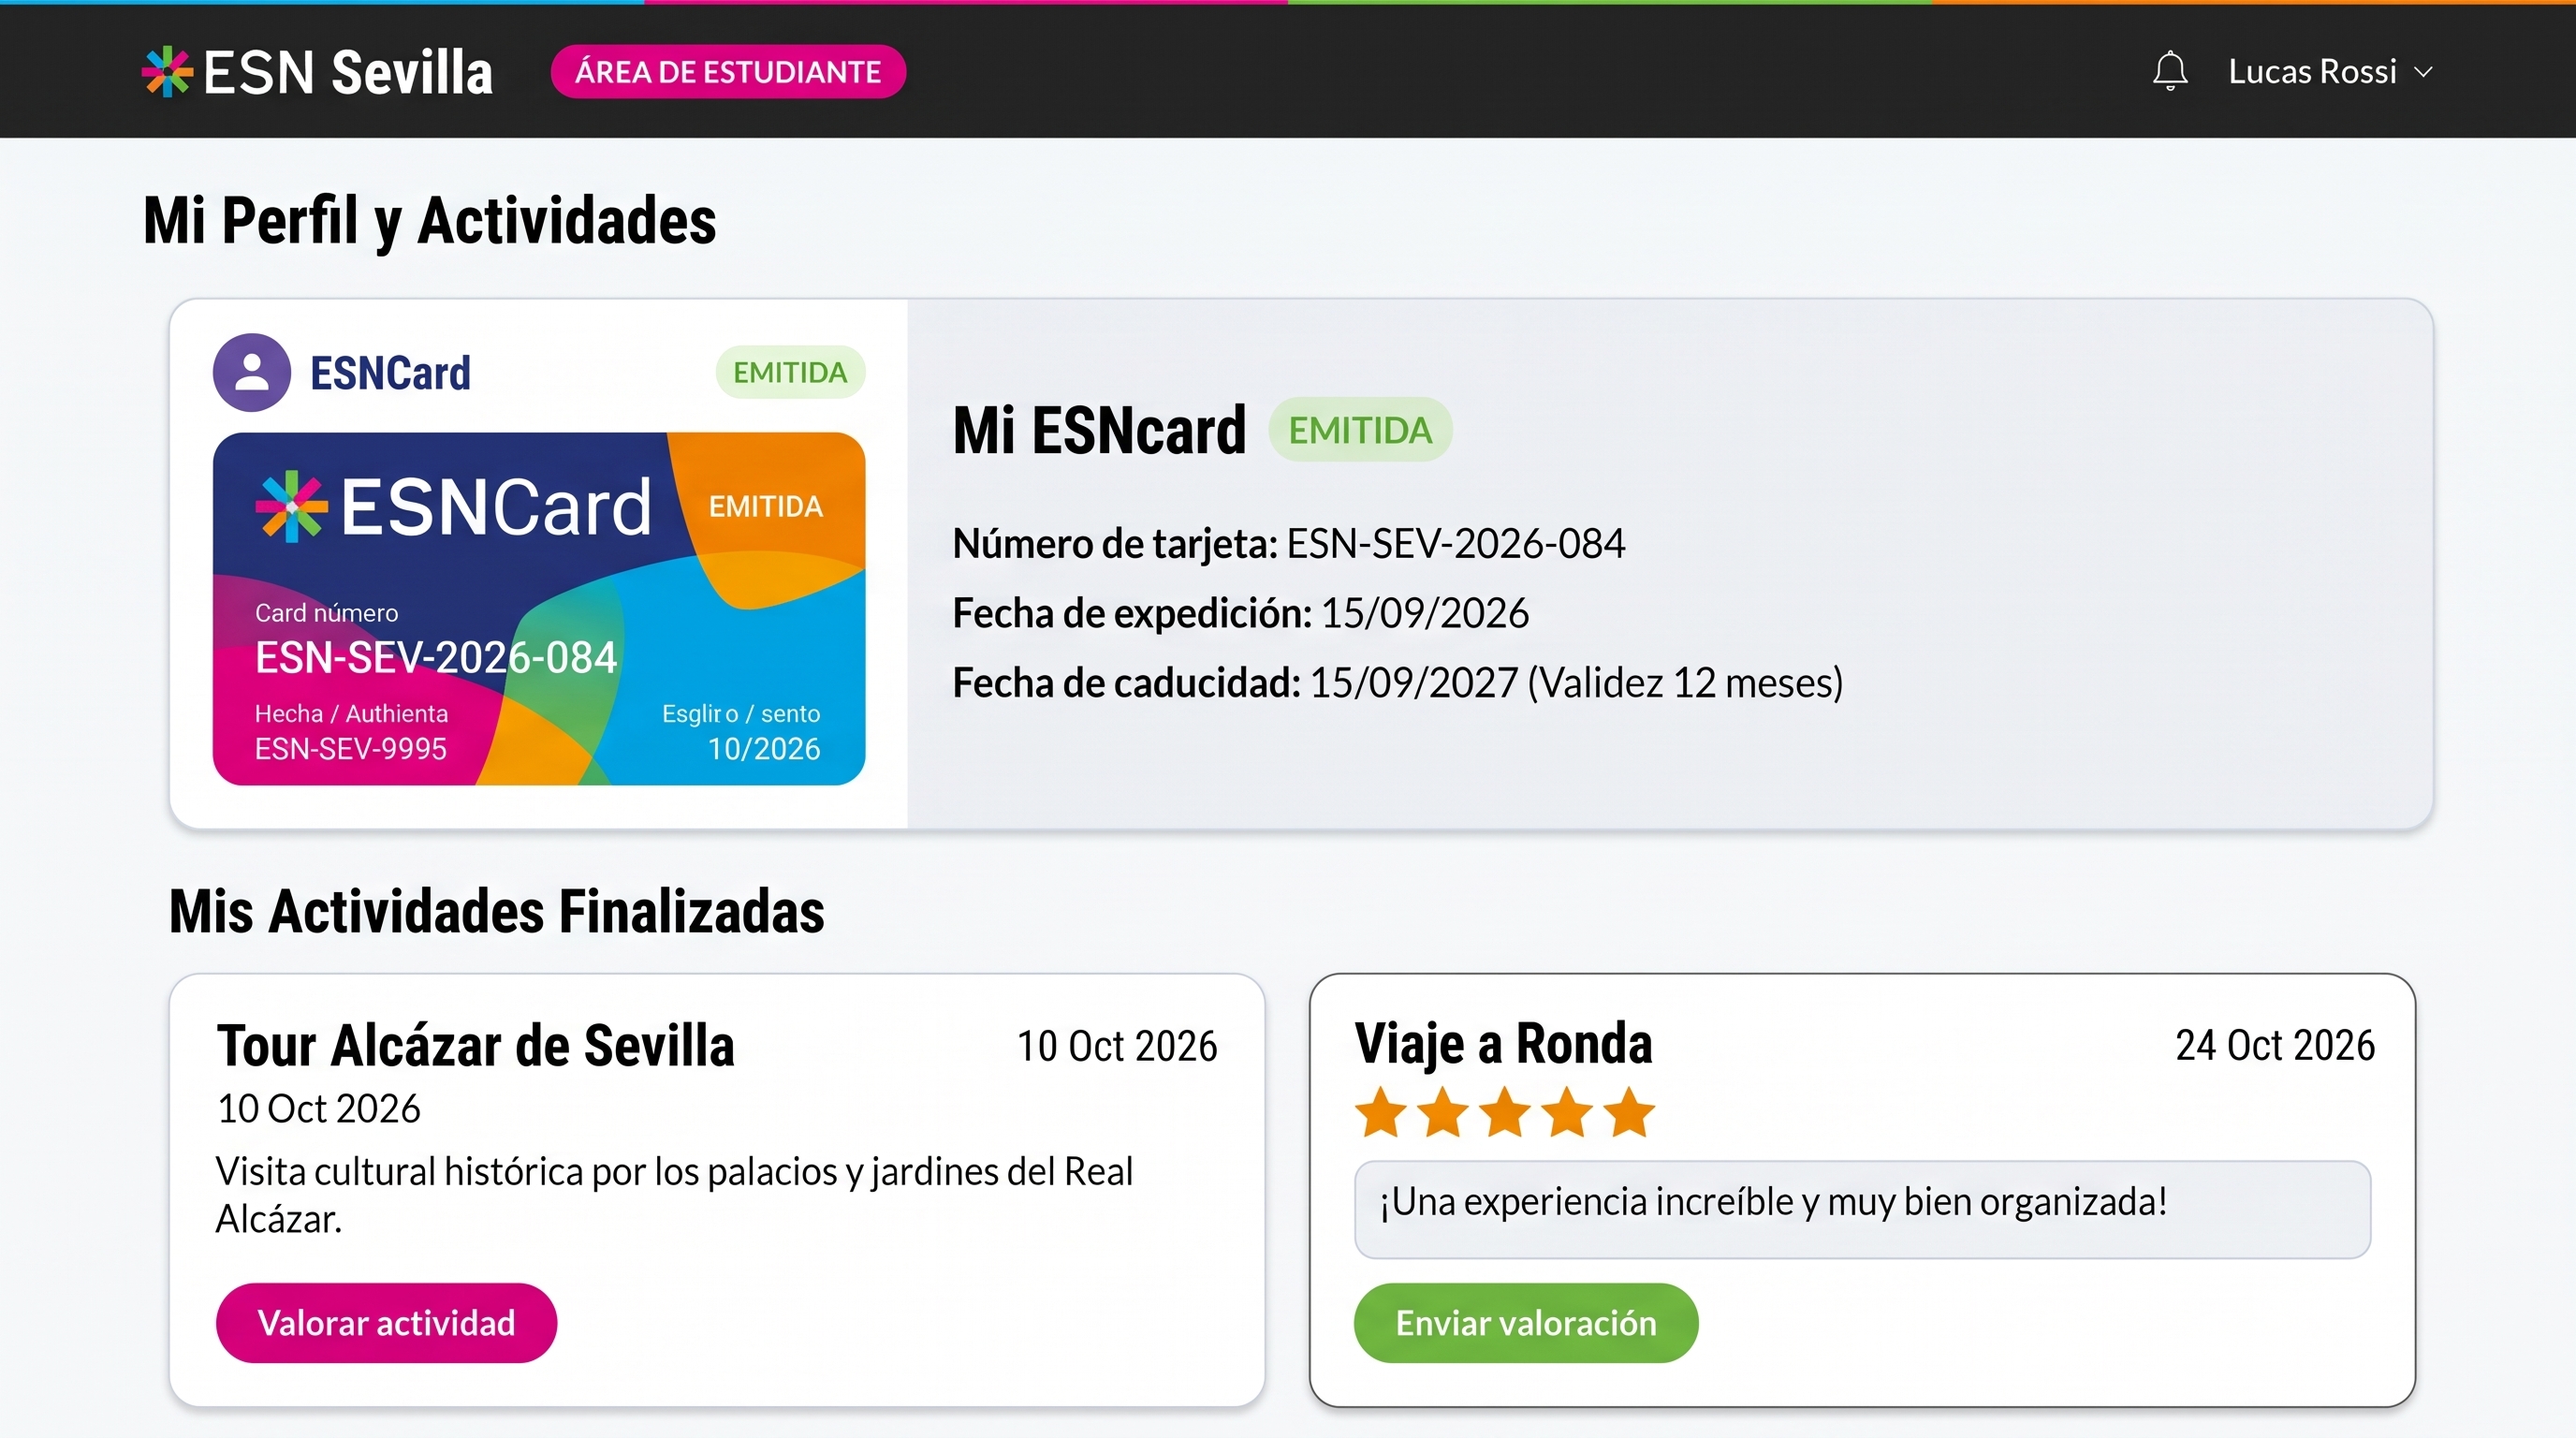 ESN Sevilla
ÁREA DE ESTUDIANTE
Lucas Rossi
Mi Perfil y Actividades
ESNCard
EMITIDA
ESNCard
EMITIDA
Card número
ESN-SEV-2026-084
Hecha / Authienta
ESN-SEV-9995
Esgliro / sento
10/2026
Mi ESNcard
EMITIDA
Número de tarjeta: ESN-SEV-2026-084
Fecha de expedición: 15/09/2026
Fecha de caducidad: 15/09/2027 (Validez 12 meses)
Mis Actividades Finalizadas
Tour Alcázar de Sevilla
10 Oct 2026
10 Oct 2026
Visita cultural histórica por los palacios y jardines del Real
Alcázar.
Valorar actividad
Viaje a Ronda
24 Oct 2026
¡Una experiencia increíble y muy bien organizada!
Enviar valoración